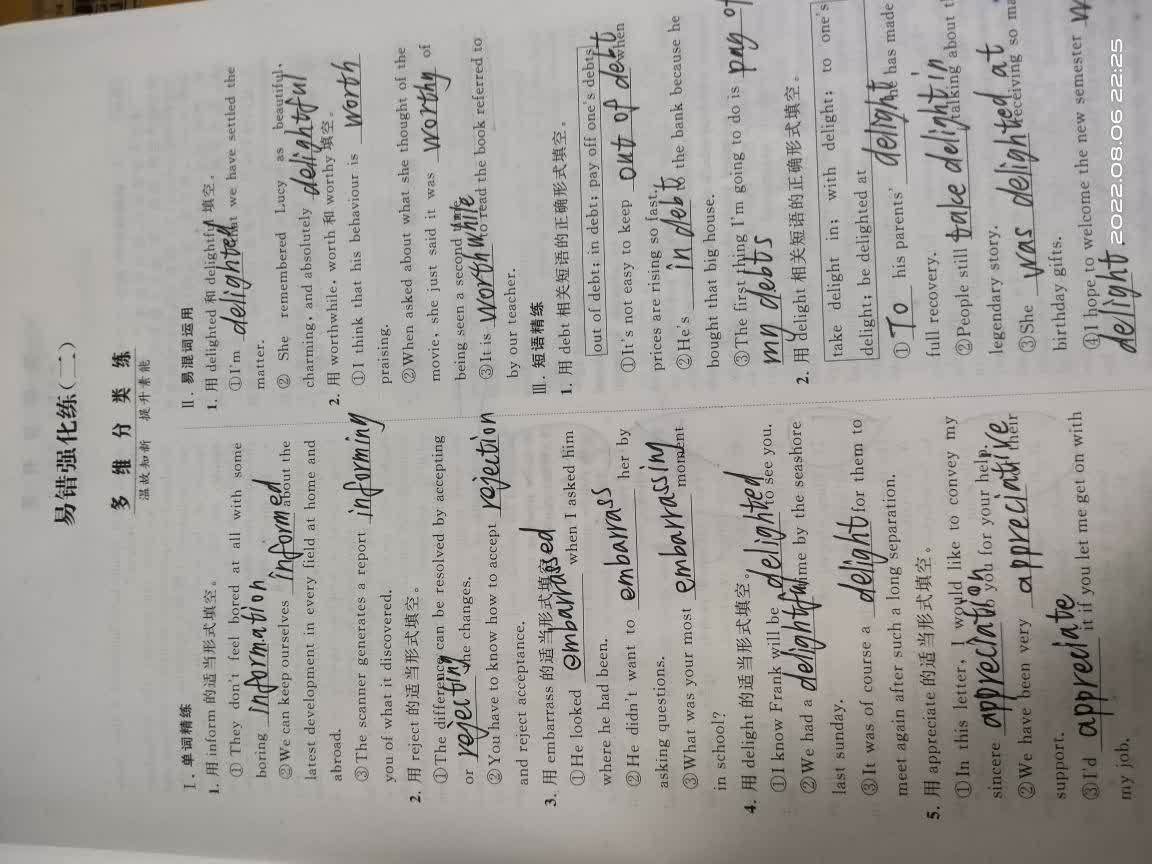 易错强化练(二)
多 维 分 类 练
温故知新 提升素能
Ⅰ. 单词精练
1. 用 inform 的适当形式填空。
①They don't feel bored at all with some
boring information
②We can keep ourselves informed about the
latest development in every field at home and
abroad.
③The scanner generates a report informing
you of what it discovered.
2. 用 reject 的适当形式填空。
①The difference can be resolved by accepting
or rejecting the changes.
②You have to know how to accept rejection
and reject acceptance.
3. 用 embarrass 的适当形式填空。
①He looked embarrassed when I asked him
where he had been.
②He didn't want to embarrass her by
asking questions.
③What was your most embarrassing moment
in school?
4. 用 delight 的适当形式填空。
①I know Frank will be delighted to see you.
②We had a delightful time by the seashore
last sunday.
③It was of course a delight for them to
meet again after such a long separation.
5. 用 appreciate 的适当形式填空。
①In this letter, I would like to convey my
sincere appreciation you for your help.
②We have been very appreciative their
support.
③I'd appreciate it if you let me get on with
my job.
Ⅱ. 易混词运用
1. 用 delighted 和 delightful 填空。
①I'm delighted that we have settled the
matter.
② She remembered Lucy as beautiful,
charming, and absolutely delightful
2. 用 worthwhile, worth 和 worthy 填空。
①I think that his behaviour is worth
praising.
②When asked about what she thought of the
movie, she just said it was worthy of
being seen a second time.
③It is worthwhile to read the book referred to
by our teacher.
Ⅲ. 短语精练
1. 用 debt 相关短语的正确形式填空。
out of debt; in debt; pay off one's debts
①It's not easy to keep out of debt when
prices are rising so fast.
②He's in debt to the bank because he
bought that big house.
③The first thing I'm going to do is pay of
my debts
2. 用 delight 相关短语的正确形式填空。
take delight in; with delight; to one's
delight; be delighted at
①To his parents' delight he has made
full recovery.
②People still take delight in talking about
legendary story.
③She was delighted at receiving so
birthday gifts.
④I hope to welcome the new semester
delight
2022.08.06 22:25